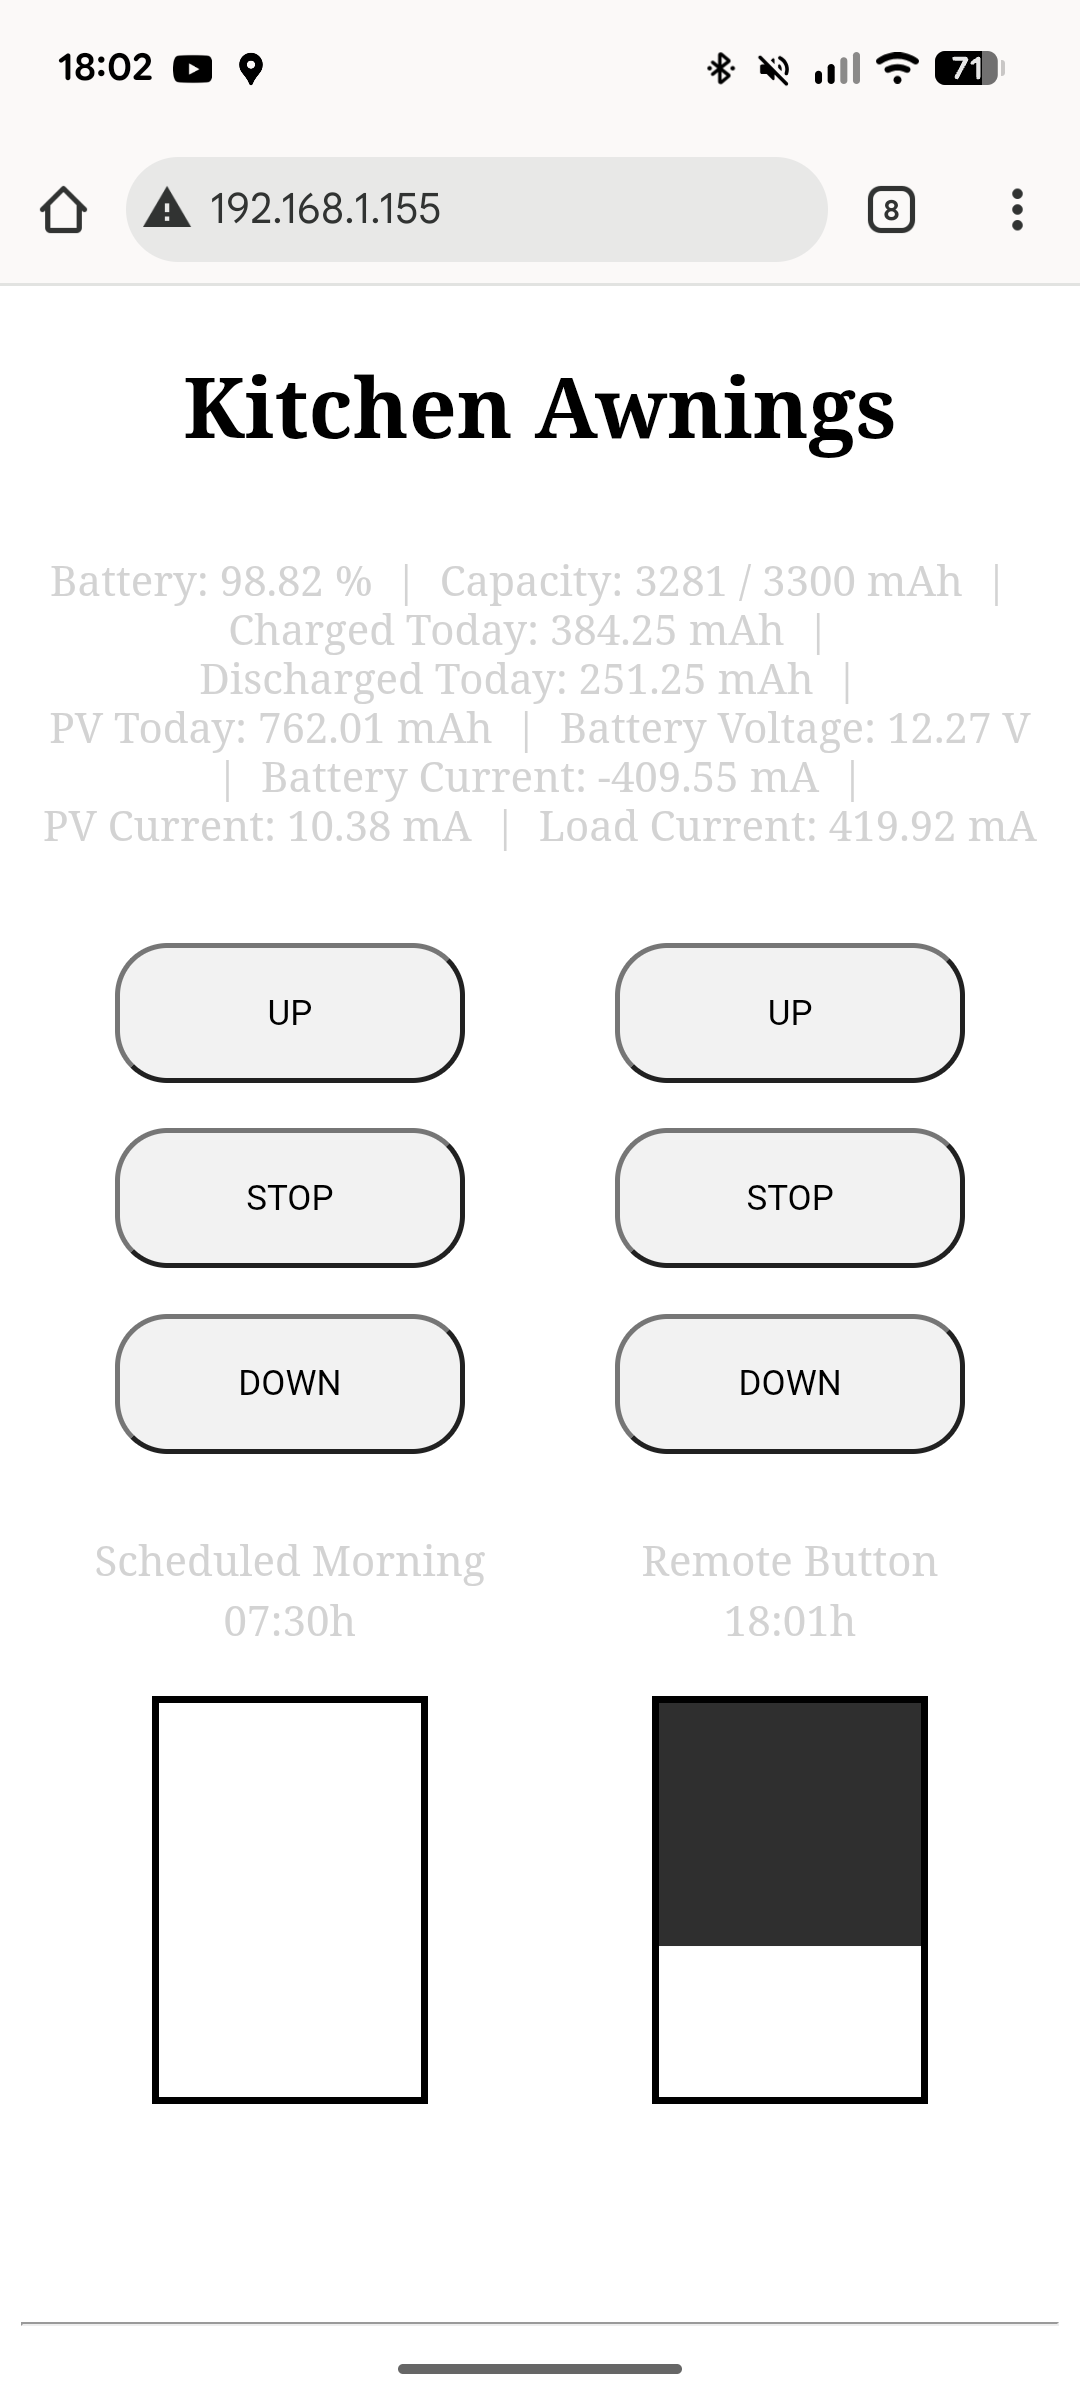 18:02
71
192.168.1.155
8
Kitchen Awnings
Battery: 98.82 % | Capacity: 3281 / 3300 mAh |
Charged Today: 384.25 mAh |
Discharged Today: 251.25 mAh |
PV Today: 762.01 mAh | Battery Voltage: 12.27 V
| Battery Current: -409.55 mA |
PV Current: 10.38 mA | Load Current: 419.92 mA
UP UP
STOP STOP
DOWN DOWN
Scheduled Morning Remote Button
07:30h 18:01h